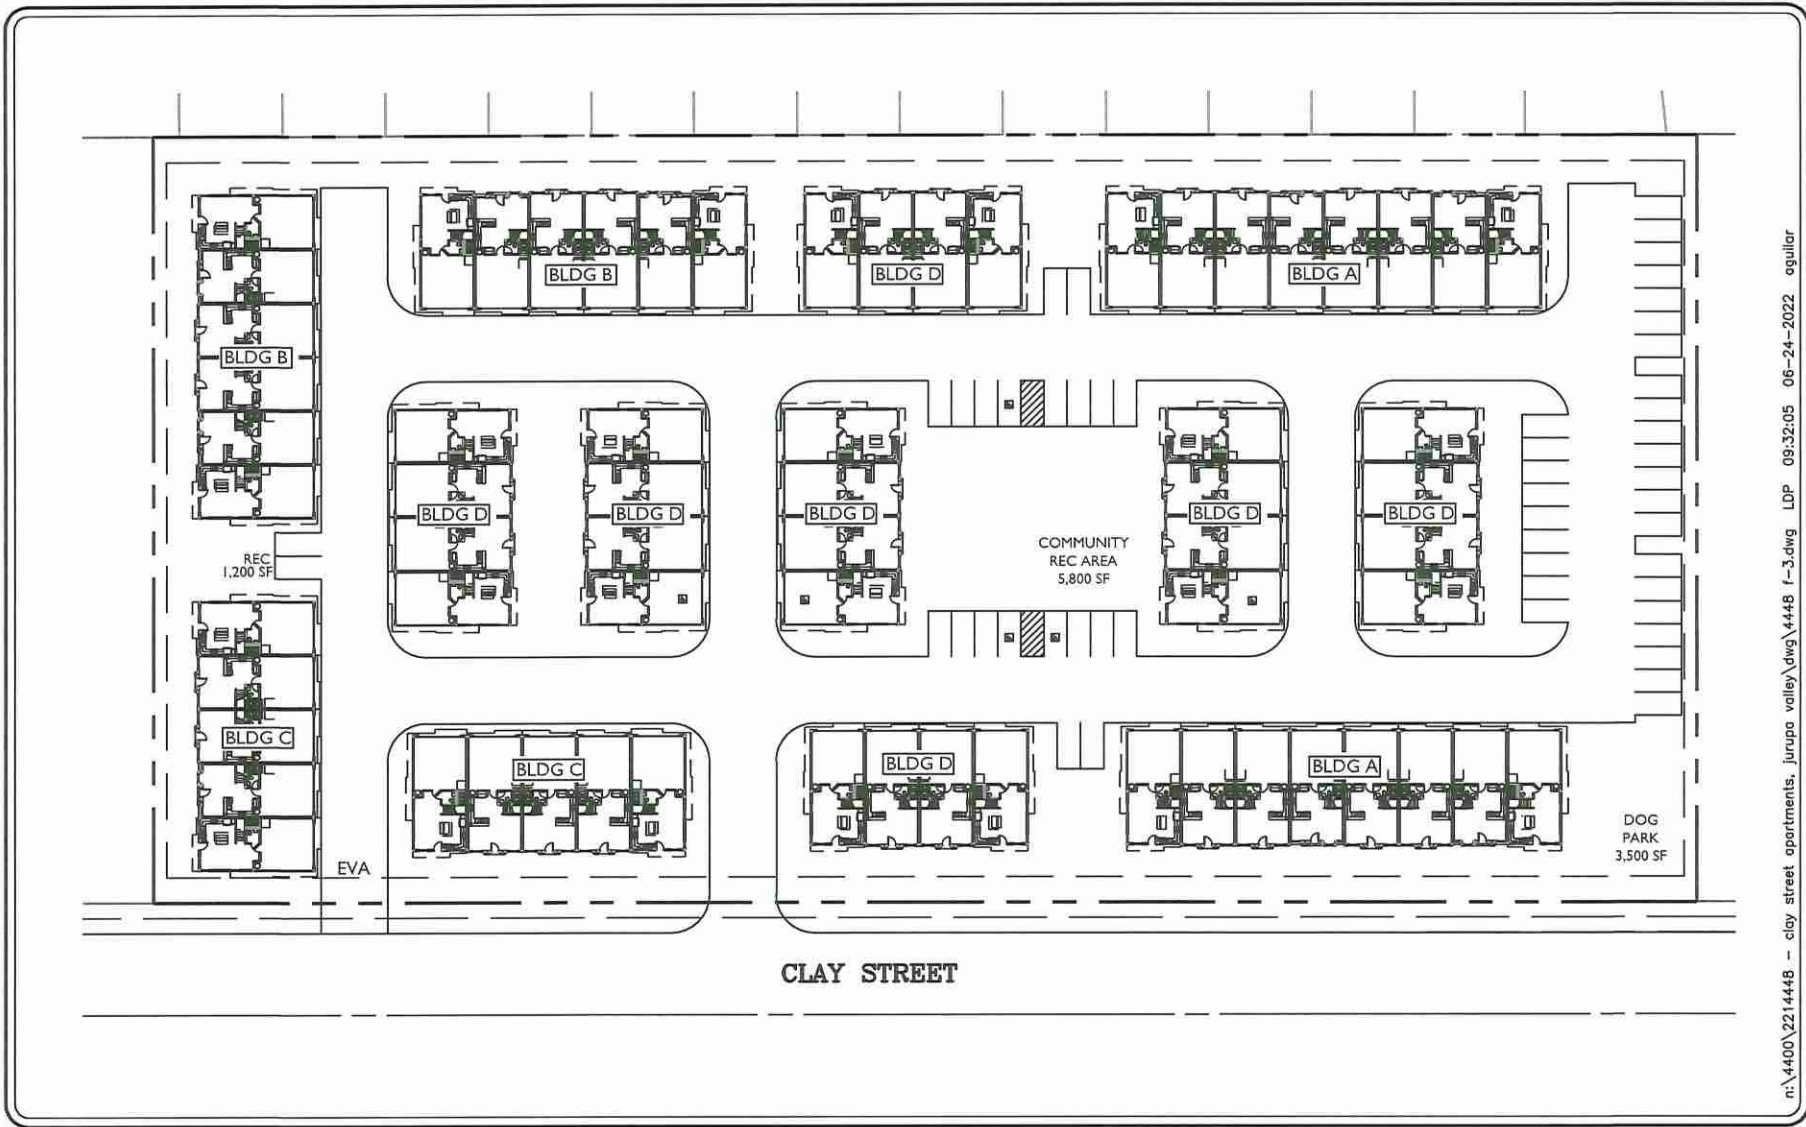 BLDG B
BLDG D
BLDG A
BLDG B
BLDG D
BLDG D
BLDG D
BLDG D
BLDG D
COMMUNITY
REC AREA
5,800 SF
REC
1,200 SF
BLDG C
BLDG C
BLDG D
BLDG A
DOG
PARK
3,500 SF
EVA
CLAY STREET
n:\4400\2214448 - clay street apartments, jurupa valley\dwg\4448 f-3.dwg LDP 09:32:05 06-24-2022 aguilar